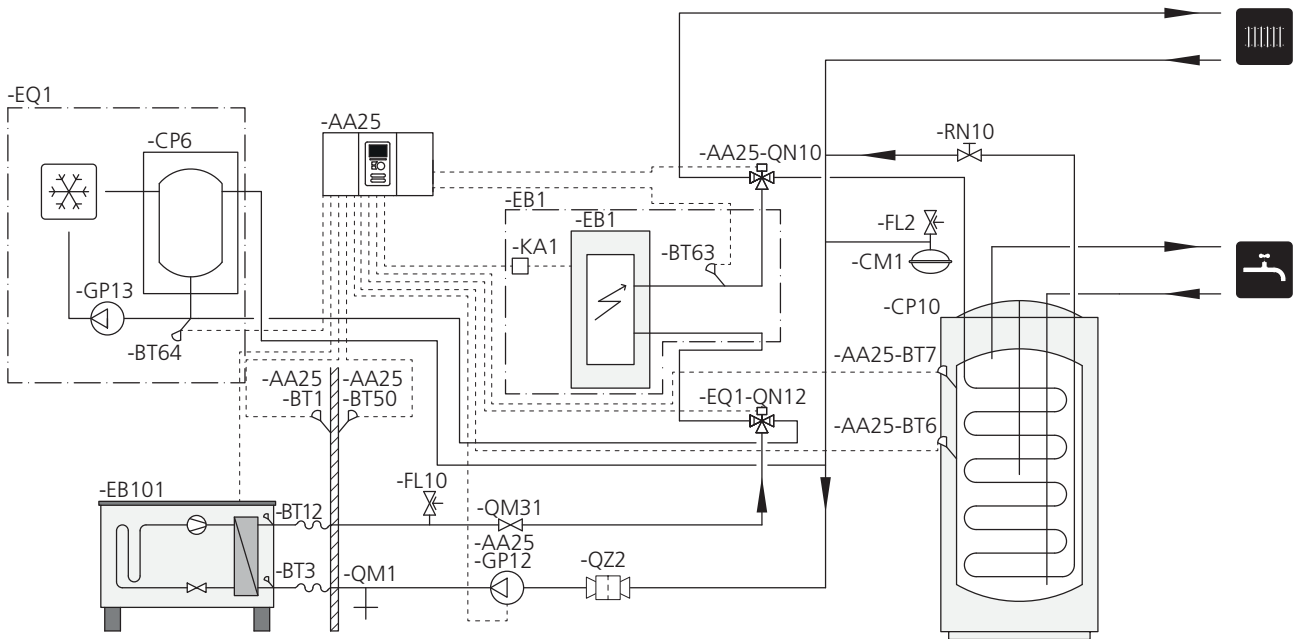 -EQ1
-CP6
-AA25
-RN10
-AA25-QN10
-EB1
-EB1
-FL2
-KA1
-BT63
-CM1
-GP13
-CP10
-BT64
-AA25-BT7
-AA25
-BT1
-AA25
-BT50
-EQ1-QN12
-AA25-BT6
-FL10
-EB101
-BT12
-QM31
-AA25
-GP12
-QZ2
-BT3
-QM1